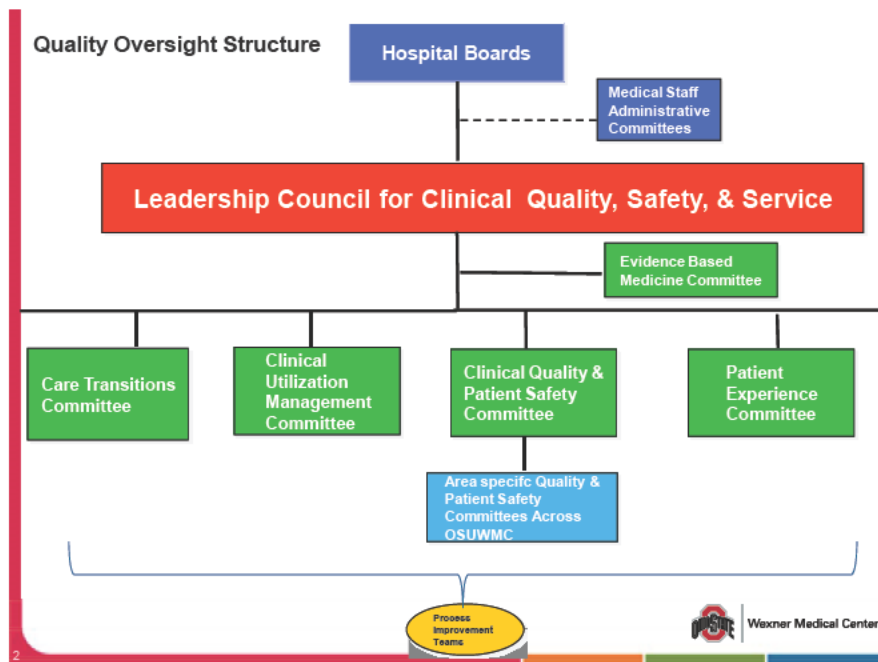 Quality Oversight Structure
Hospital Boards
Medical Staff
Administrative
Committees
Leadership Council for Clinical Quality, Safety, & Service
Evidence Based
Medicine Committee
Care Transitions
Committee
Clinical
Utilization
Management
Committee
Clinical Quality &
Patient Safety
Committee
Patient
Experience
Committee
Area specifc Quality &
Patient Safety
Committees Across
OSUWMC
Process
Improvement
Teams
OHIO STATE
Wexner Medical Center
2